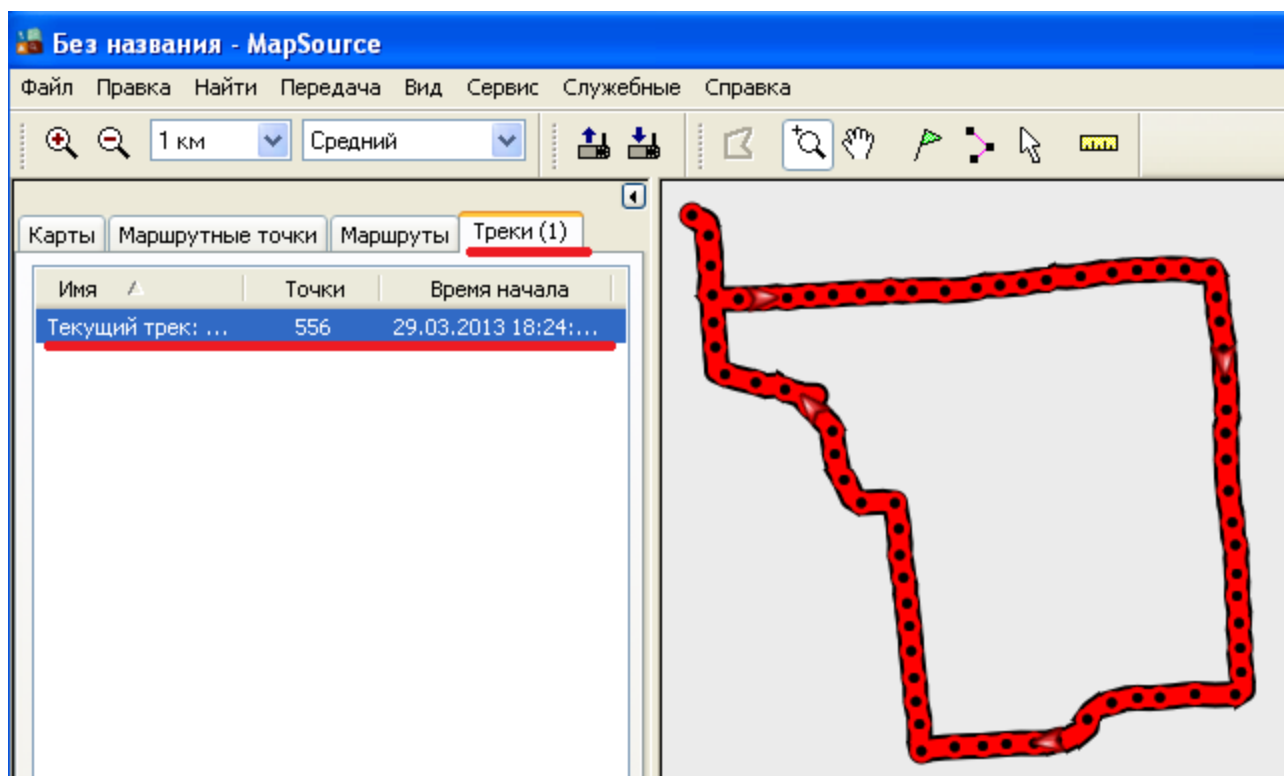 Без названия - MapSource
Файл Правка Найти Передача Вид Сервис Служебные Справка
1 км Средний
Карты Маршрутные точки Маршруты Треки (1)
Имя Точки Время начала
Текущий трек: ... 556 29.03.2013 18:24:...